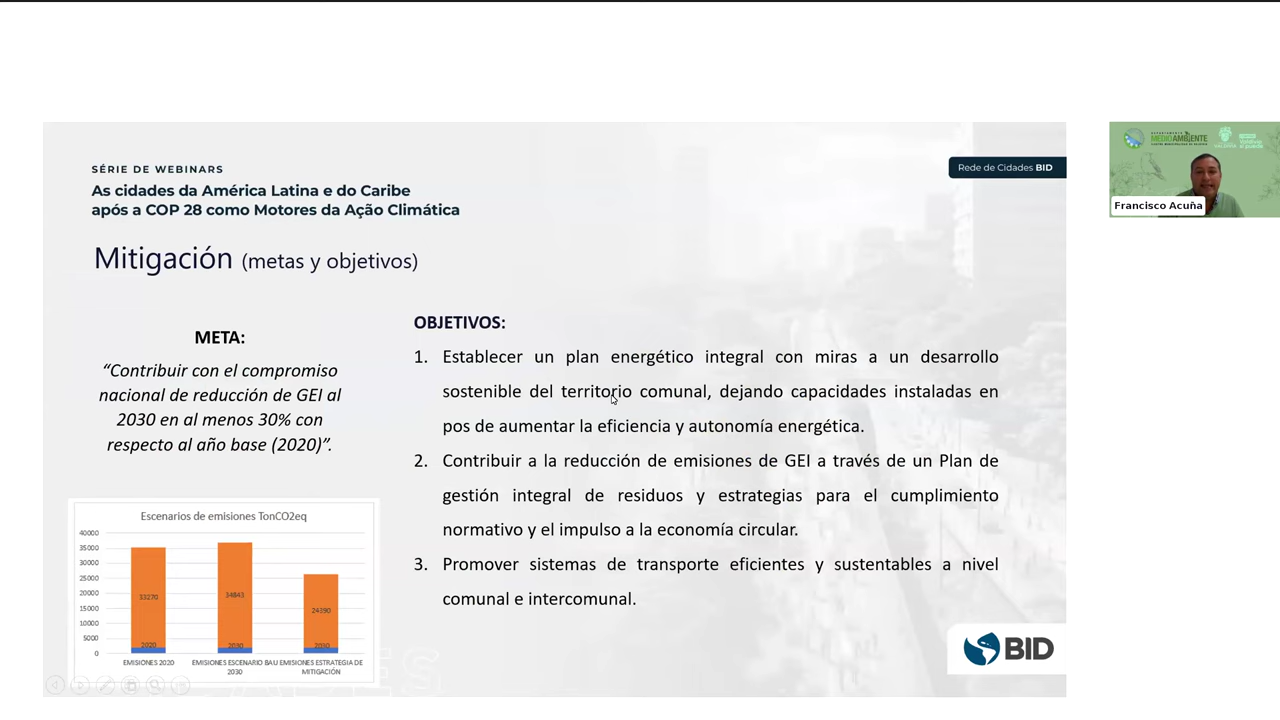 SÉRIE DE WEBINARS
As cidades da América Latina e do Caribe
após a COP 28 como Motores da Ação Climática
Rede de Cidades BID
Mitigación (metas y objetivos)
META:
“Contribuir con el compromiso
nacional de reducción de GEI al
2030 en al menos 30% con
respecto al año base (2020)”.
OBJETIVOS:
1. Establecer un plan energético integral con miras a un desarrollo
sostenible del territorio comunal, dejando capacidades instaladas en
pos de aumentar la eficiencia y autonomía energética.
2. Contribuir a la reducción de emisiones de GEI a través de un Plan de
gestión integral de residuos y estrategias para el cumplimiento
normativo y el impulso a la economía circular.
3. Promover sistemas de transporte eficientes y sustentables a nivel
comunal e intercomunal.
Escenarios de emisiones TonCO2eq
40000
35000
30000
25000
20000
15000
10000
5000
0
33270
34843
24390
2020
2030
2030
EMISIONES 2020
EMISIONES ESCENARIO BAU
2030
EMISIONES ESTRATEGIA DE
MITIGACIÓN
BID
MEDIOAMBIENTE
Francisco Acuña